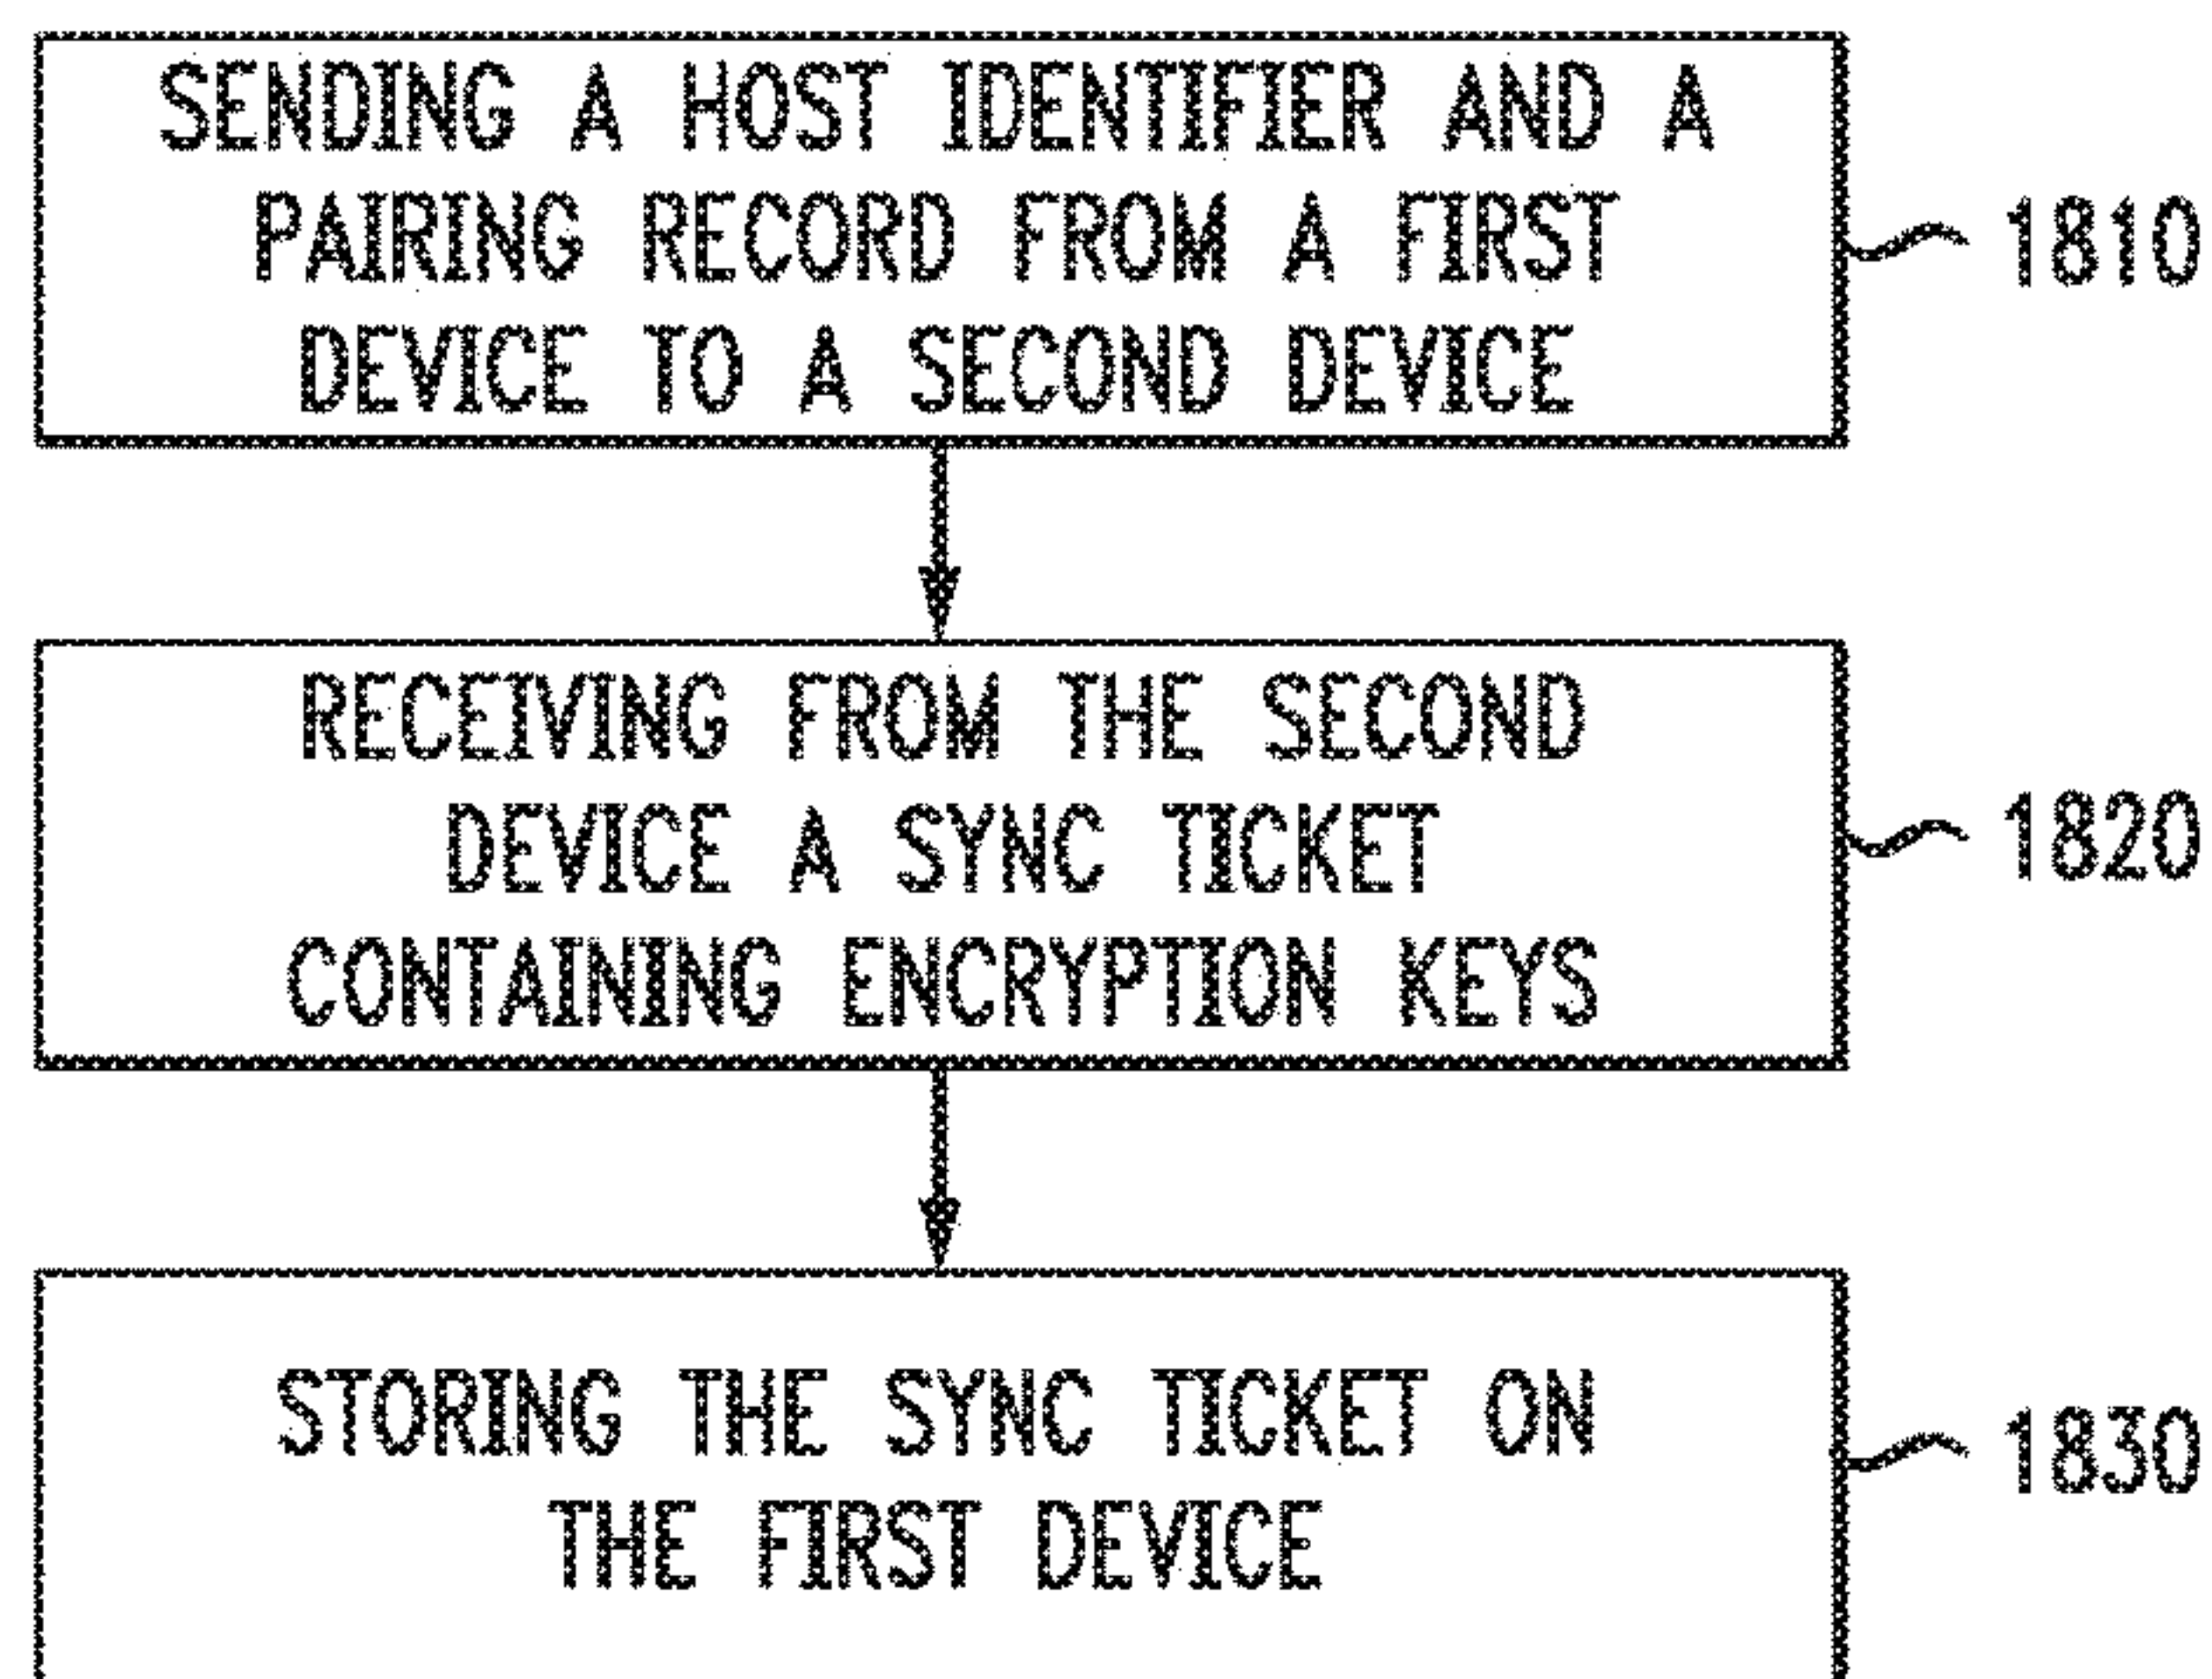 SENDING A HOST IDENTIFIER AND A
PAIRING RECORD FROM A FIRST
DEVICE TO A SECOND DEVICE
1810
RECEIVING FROM THE SECOND
DEVICE A SYNC TICKET
CONTAINING ENCRYPTION KEYS
1820
STORING THE SYNC TICKET ON
THE FIRST DEVICE
1830